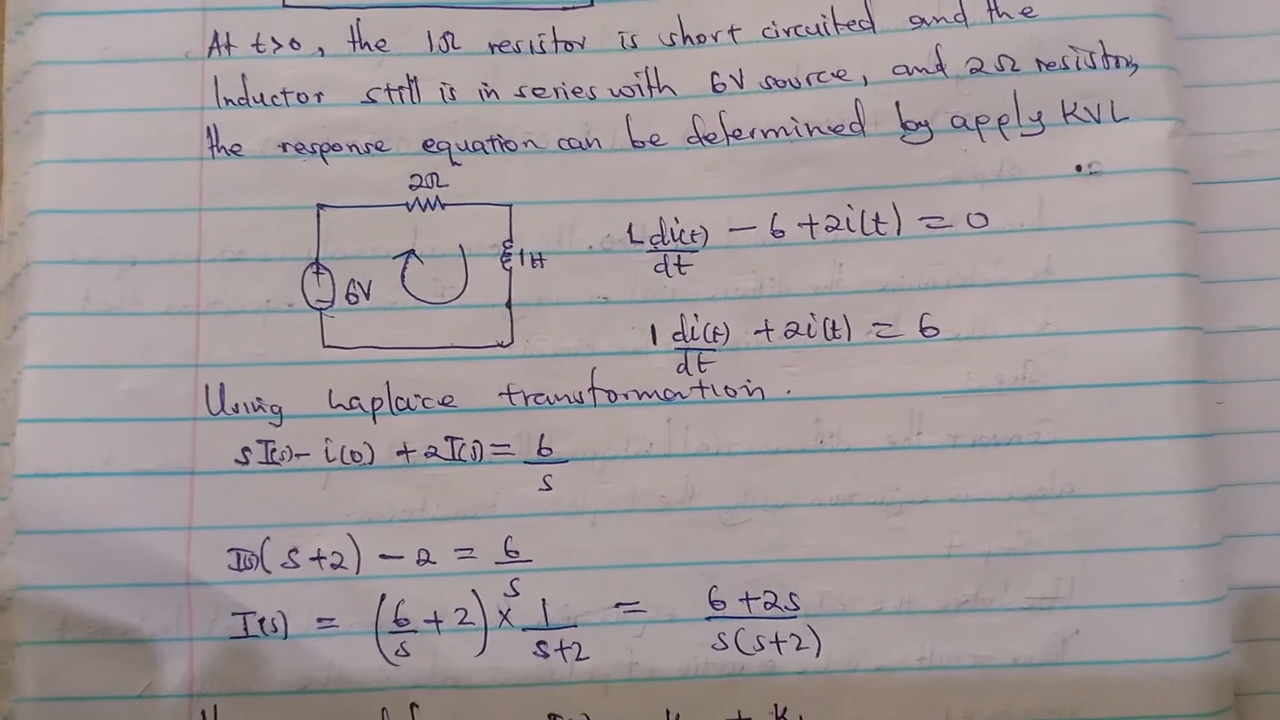 At t>0, the 1Ω resistor is short circuited and the
Inductor still is in series with 6V source, and 2Ω resistor,
the response equation can be determined by apply KVL
2Ω
1H
6V
L di(t)/dt - 6 + 2i(t) = 0
1 di(t)/dt + 2i(t) = 6
Using Laplace transformation.
sI(s) - i(0) + 2I(s) = 6/s
I(s)(s+2) - 2 = 6/s
I(s) = (6/s + 2) × 1/(s+2) = (6+2s)/(s(s+2))